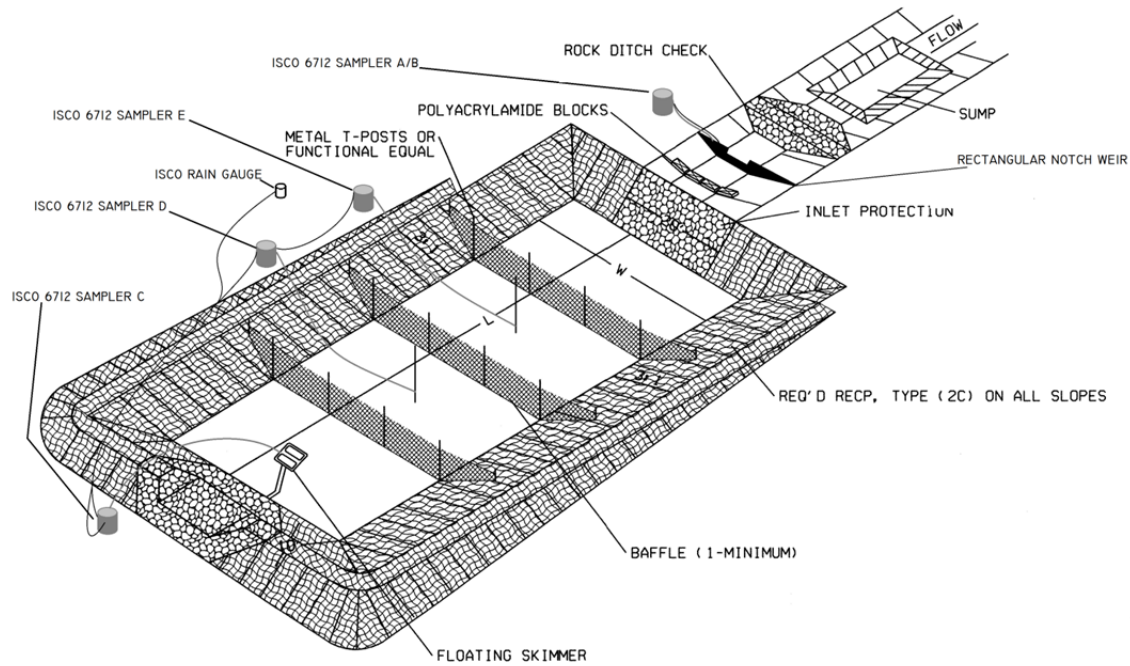 FLOW
ROCK DITCH CHECK
ISCO 6712 SAMPLER A/B
SUMP
POLYACRYLAMIDE BLOCKS
ISCO 6712 SAMPLER E
METAL T-POSTS OR
FUNCTIONAL EQUAL
RECTANGULAR NOTCH WEIR
ISCO RAIN GAUGE
ISCO 6712 SAMPLER D
INLET PROTECTION
W
ISCO 6712 SAMPLER C
L
REQ'D RECP, TYPE (2C) ON ALL SLOPES
BAFFLE (1-MINIMUM)
FLOATING SKIMMER